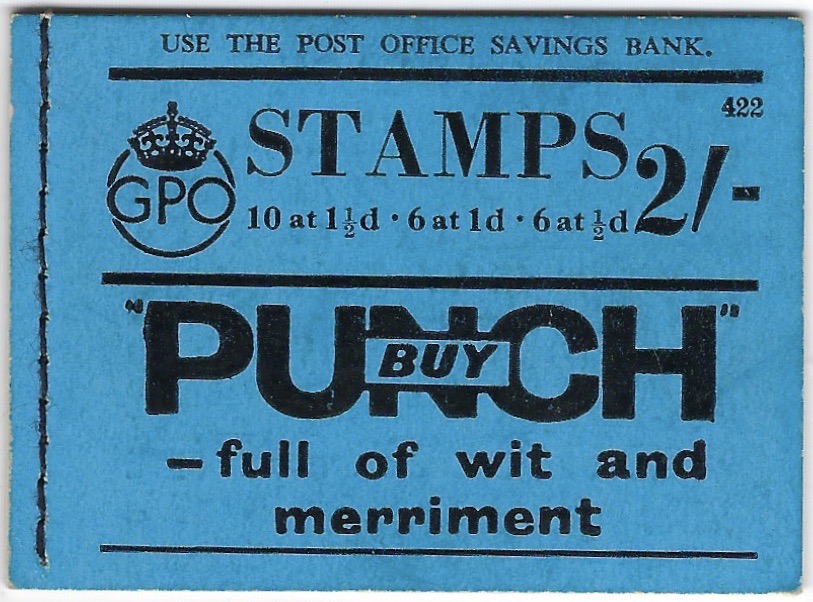 USE THE POST OFFICE SAVINGS BANK.
422
GPO
STAMPS 2/-
10 at 1½d · 6 at 1d · 6 at ½d
"PUNCH"
BUY
– full of wit and
merriment